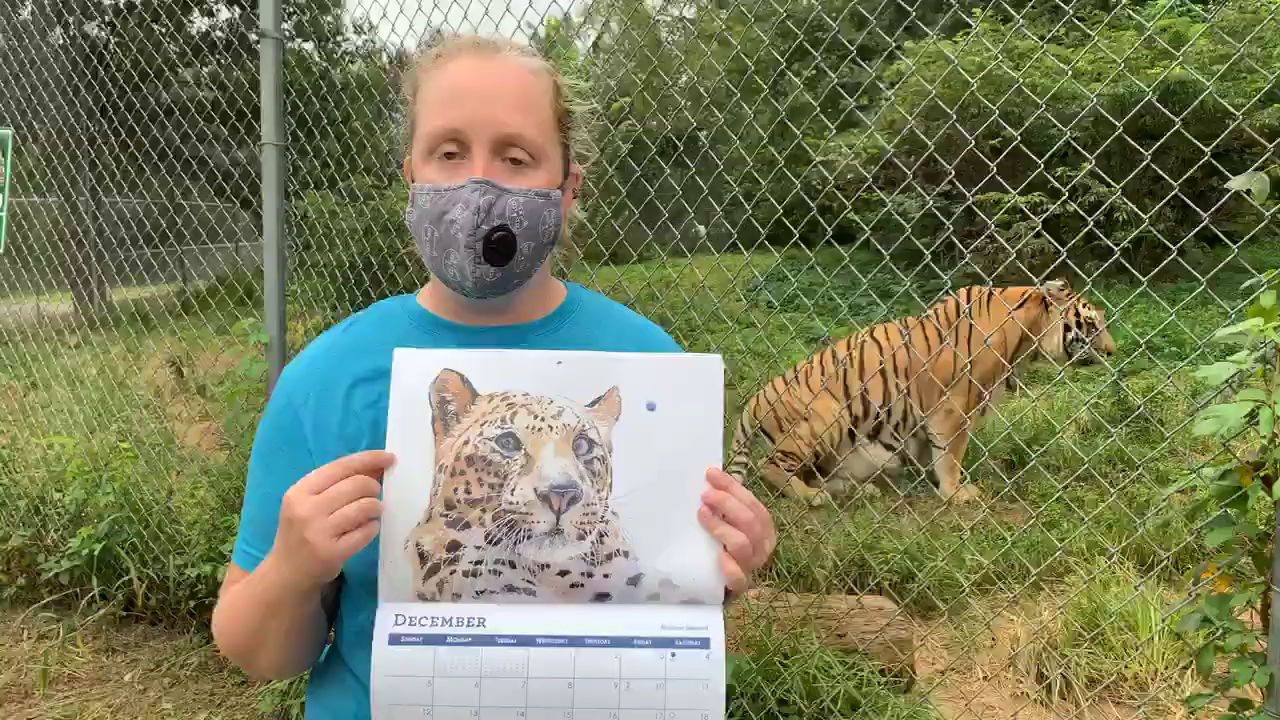 DECEMBER
SUNDAY MONDAY TUESDAY WEDNESDAY THURSDAY FRIDAY SATURDAY
2 3 4
5 6 7 8 9 10 11
12 13 14 15 16 17 18